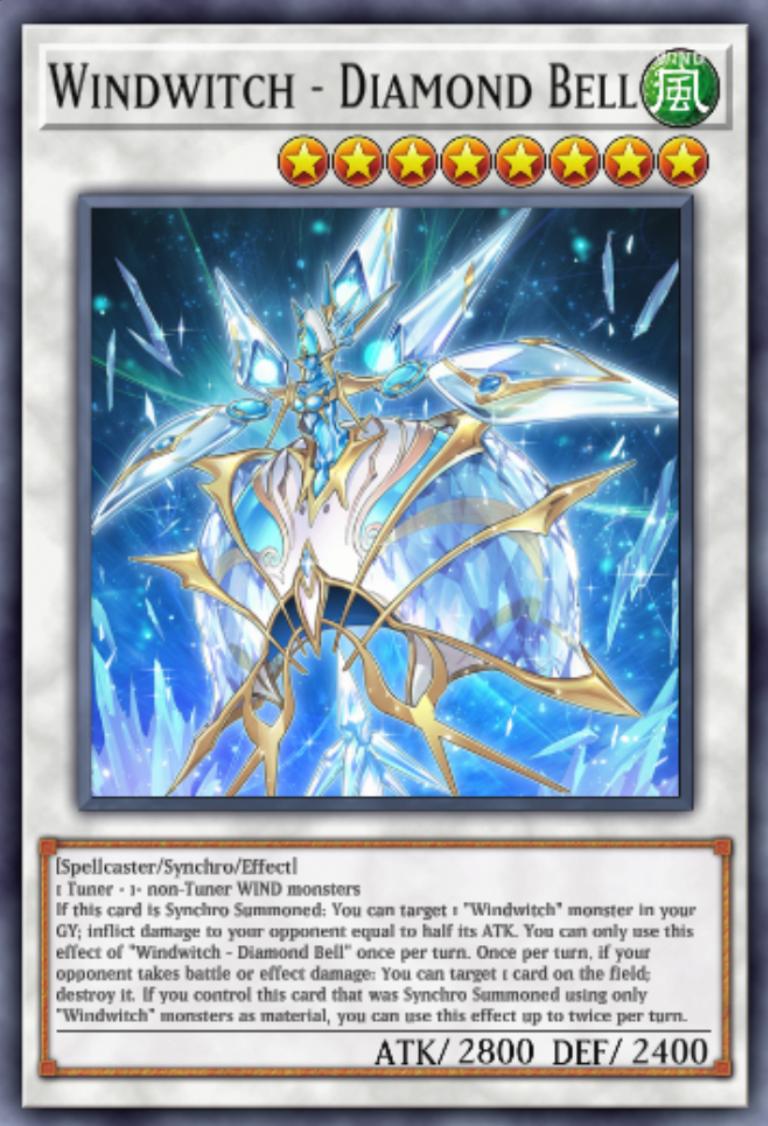 WINDWITCH - DIAMOND BELL
WIND
風
[Spellcaster/Synchro/Effect]
1 Tuner + 1+ non-Tuner WIND monsters
If this card is Synchro Summoned: You can target 1 "Windwitch" monster in your
GY; inflict damage to your opponent equal to half its ATK. You can only use this
effect of "Windwitch - Diamond Bell" once per turn. Once per turn, if your
opponent takes battle or effect damage: You can target 1 card on the field;
destroy it. If you control this card that was Synchro Summoned using only
"Windwitch" monsters as material, you can use this effect up to twice per turn.
ATK/ 2800 DEF/ 2400